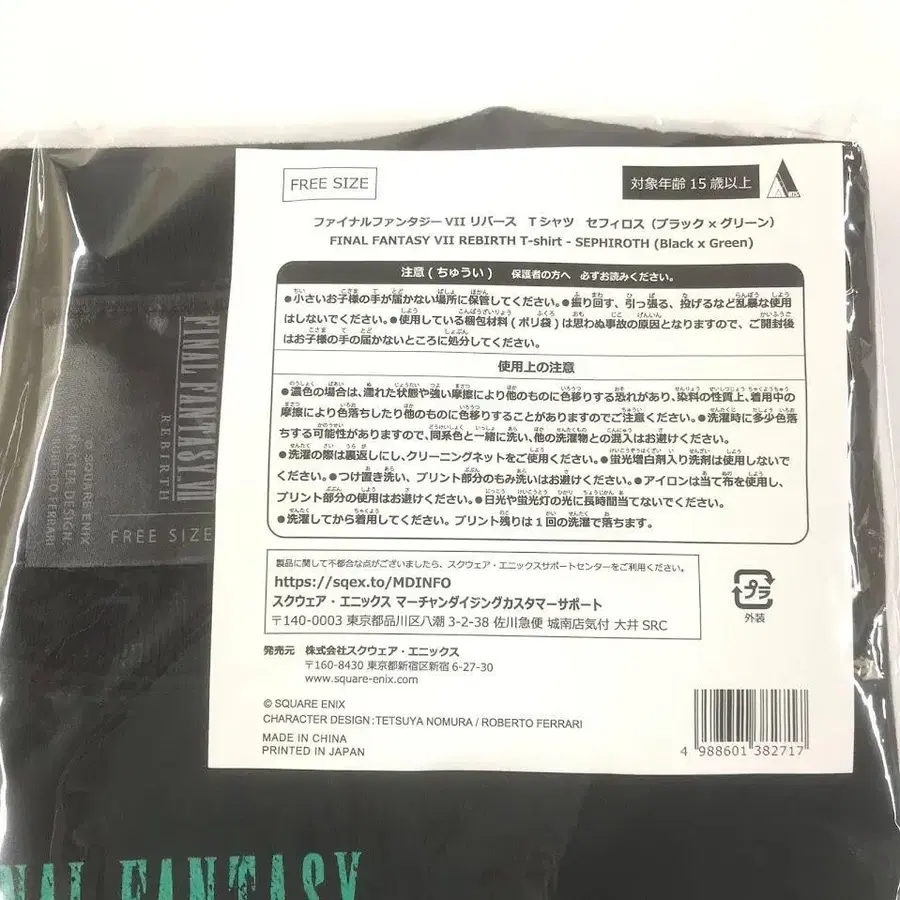 FREE SIZE
対象年齢 15 歳以上
ファイナルファンタジー VII リバース　T シャツ　セフィロス（ブラック x グリーン）
FINAL FANTASY VII REBIRTH T-shirt - SEPHIROTH (Black x Green)
注意 ( ちゅうい )　保護者の方へ　必ずお読みください。
●小さいお子様の手が届かない場所に保管してください。●振り回す、引っ張る、投げるなど乱暴な使用
はしないでください。●使用している梱包材料 ( ポリ袋 ) は思わぬ事故の原因となりますので、ご開封後
はお子様の手の届かないところに処分してください。
使用上の注意
●濃色の場合は、濡れた状態や強い摩擦により他のものに色移りする恐れがあり、染料の性質上、着用中の
摩擦により色落ちしたり他のものに色移りすることがありますのでご注意ください。●洗濯時に多少色落
ちする可能性がありますので、同系色と一緒に洗い、他の洗濯物との混入はお避けください。
●洗濯の際は裏返しにし、クリーニングネットをご使用ください。●蛍光増白剤入り洗剤は使用しないで
ください。●つけ置き洗い、プリント部分のもみ洗いはお避けください。●アイロンは当て布を使用し、
プリント部分の使用はお避けください。●日光や蛍光灯の光に長時間当てないでください。
●洗濯してから着用してください。プリント残りは 1 回の洗濯で落ちます。
製品に関して不都合な点がございましたら、スクウェア・エニックスサポートセンターをご利用ください。
https://sqex.to/MDINFO
スクウェア・エニックス マーチャンダイジングカスタマーサポート
〒140-0003 東京都品川区八潮 3-2-38 佐川急便 城南店気付 大井 SRC
プラ
外装
発売元　株式会社スクウェア・エニックス
〒160-8430 東京都新宿区新宿 6-27-30
www.square-enix.com
© SQUARE ENIX
CHARACTER DESIGN : TETSUYA NOMURA / ROBERTO FERRARI
MADE IN CHINA
PRINTED IN JAPAN
4 988601 382717
FINAL FANTASY VII
REBIRTH
SQUARE ENIX
FREE SIZE
NAL FANTASY